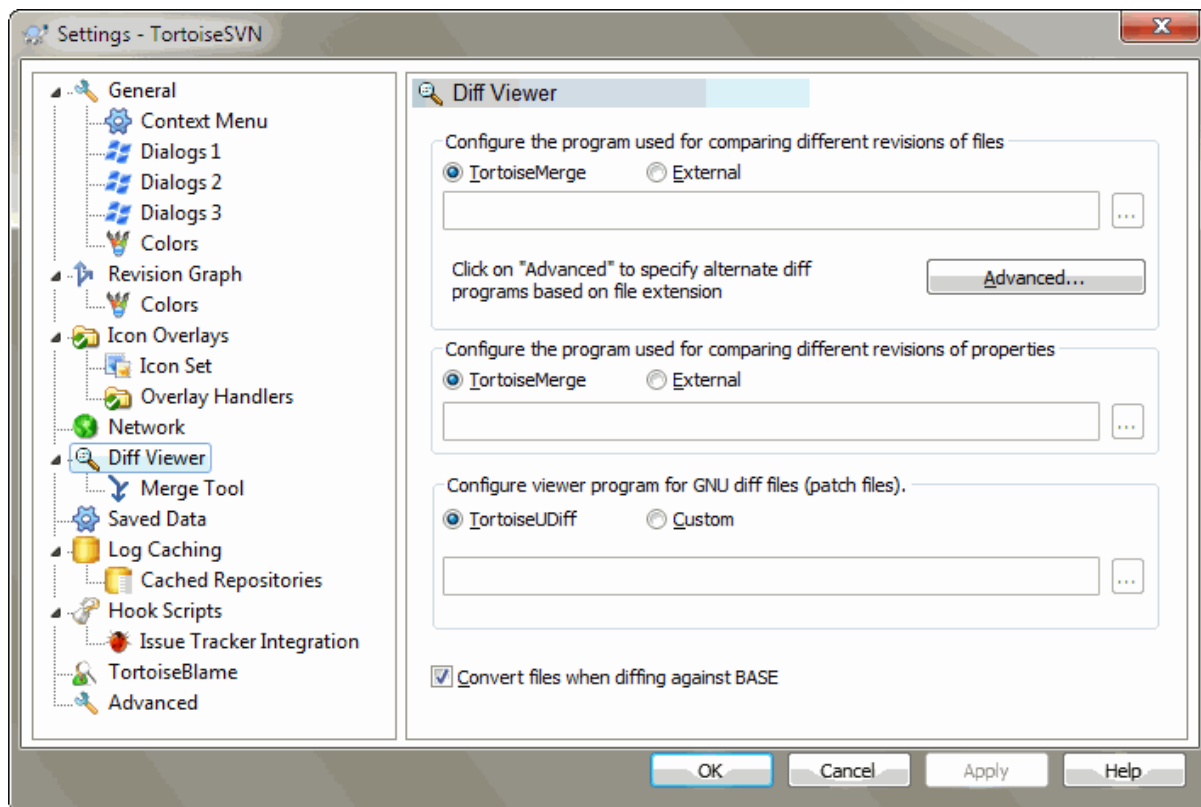 Settings - TortoiseSVN
General
Context Menu
Dialogs 1
Dialogs 2
Dialogs 3
Colors
Revision Graph
Colors
Icon Overlays
Icon Set
Overlay Handlers
Network
Diff Viewer
Merge Tool
Saved Data
Log Caching
Cached Repositories
Hook Scripts
Issue Tracker Integration
TortoiseBlame
Advanced
Diff Viewer
Configure the program used for comparing different revisions of files
TortoiseMerge External
...
Click on "Advanced" to specify alternate diff
programs based on file extension
Advanced...
Configure the program used for comparing different revisions of properties
TortoiseMerge External
...
Configure viewer program for GNU diff files (patch files).
TortoiseUDiff Custom
...
Convert files when diffing against BASE
OK Cancel Apply Help